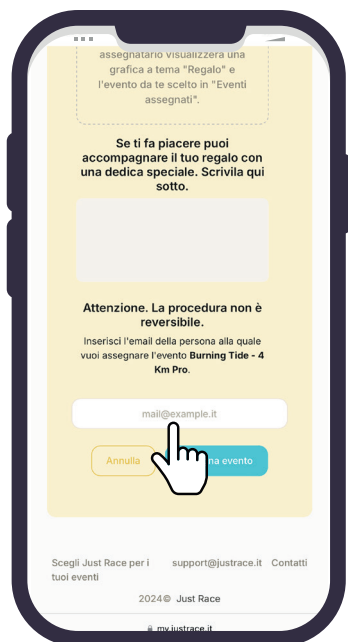 assegnatario visualizzerà una
grafica a tema "Regalo" e
l'evento da te scelto in "Eventi
assegnati".
Se ti fa piacere puoi
accompagnare il tuo regalo con
una dedica speciale. Scrivila qui
sotto.
Attenzione. La procedura non è
reversibile.
Inserisci l'email della persona alla quale
vuoi assegnare l'evento Burning Tide - 4
Km Pro.
mail@example.it
Annulla
na evento
Scegli Just Race per i
tuoi eventi
support@justrace.it
Contatti
2024© Just Race
my.justrace.it